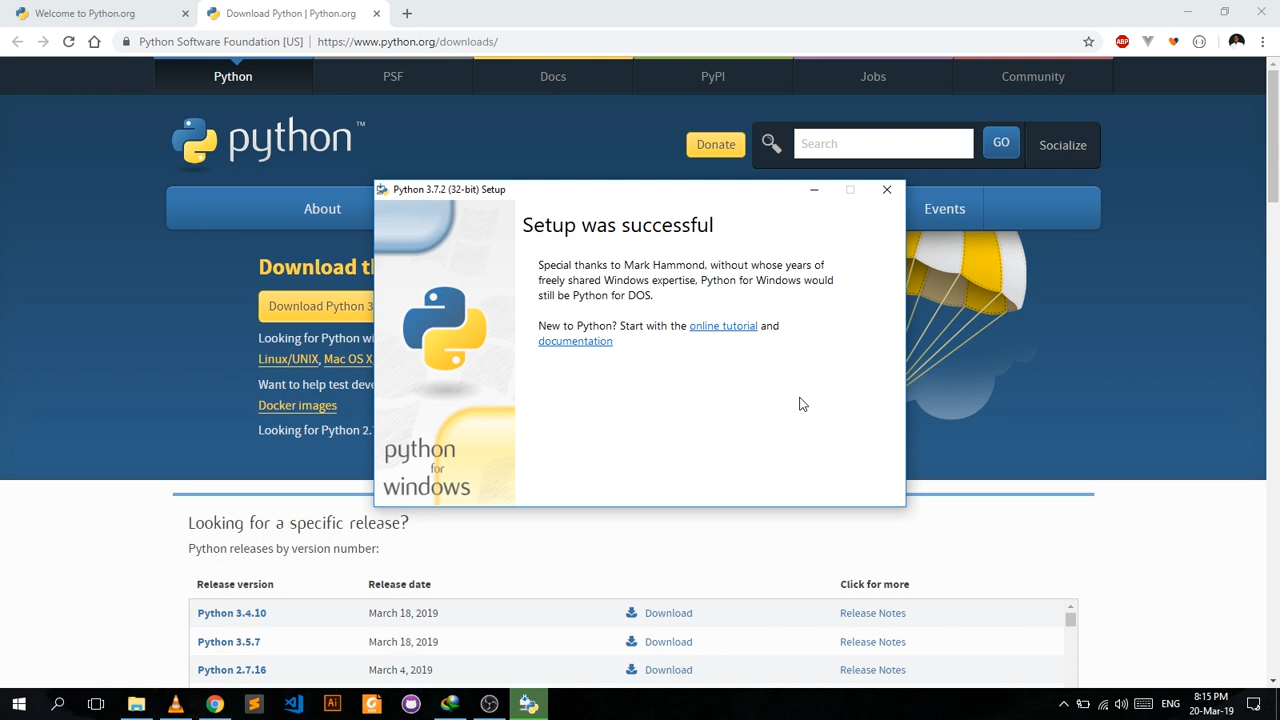 Welcome to Python.org
Download Python | Python.org
Python Software Foundation [US] | https://www.python.org/downloads/
ABP
Python
PSF
Docs
PyPI
Jobs
Community
python™
Donate
Search
GO
Socialize
Python 3.7.2 (32-bit) Setup
About
Events
Setup was successful
Download t
Special thanks to Mark Hammond, without whose years of
freely shared Windows expertise, Python for Windows would
still be Python for DOS.
Download Python 3
New to Python? Start with the online tutorial and
documentation
Looking for Python wi
Linux/UNIX, Mac OS X
Want to help test deve
Docker images
Looking for Python 2.
python
for
windows
Looking for a specific release?
Python releases by version number:
Release version
Release date
Click for more
Python 3.4.10
March 18, 2019
Download
Release Notes
Python 3.5.7
March 18, 2019
Download
Release Notes
Python 2.7.16
March 4, 2019
Download
Release Notes
Ai
ENG
8:15 PM
20-Mar-19